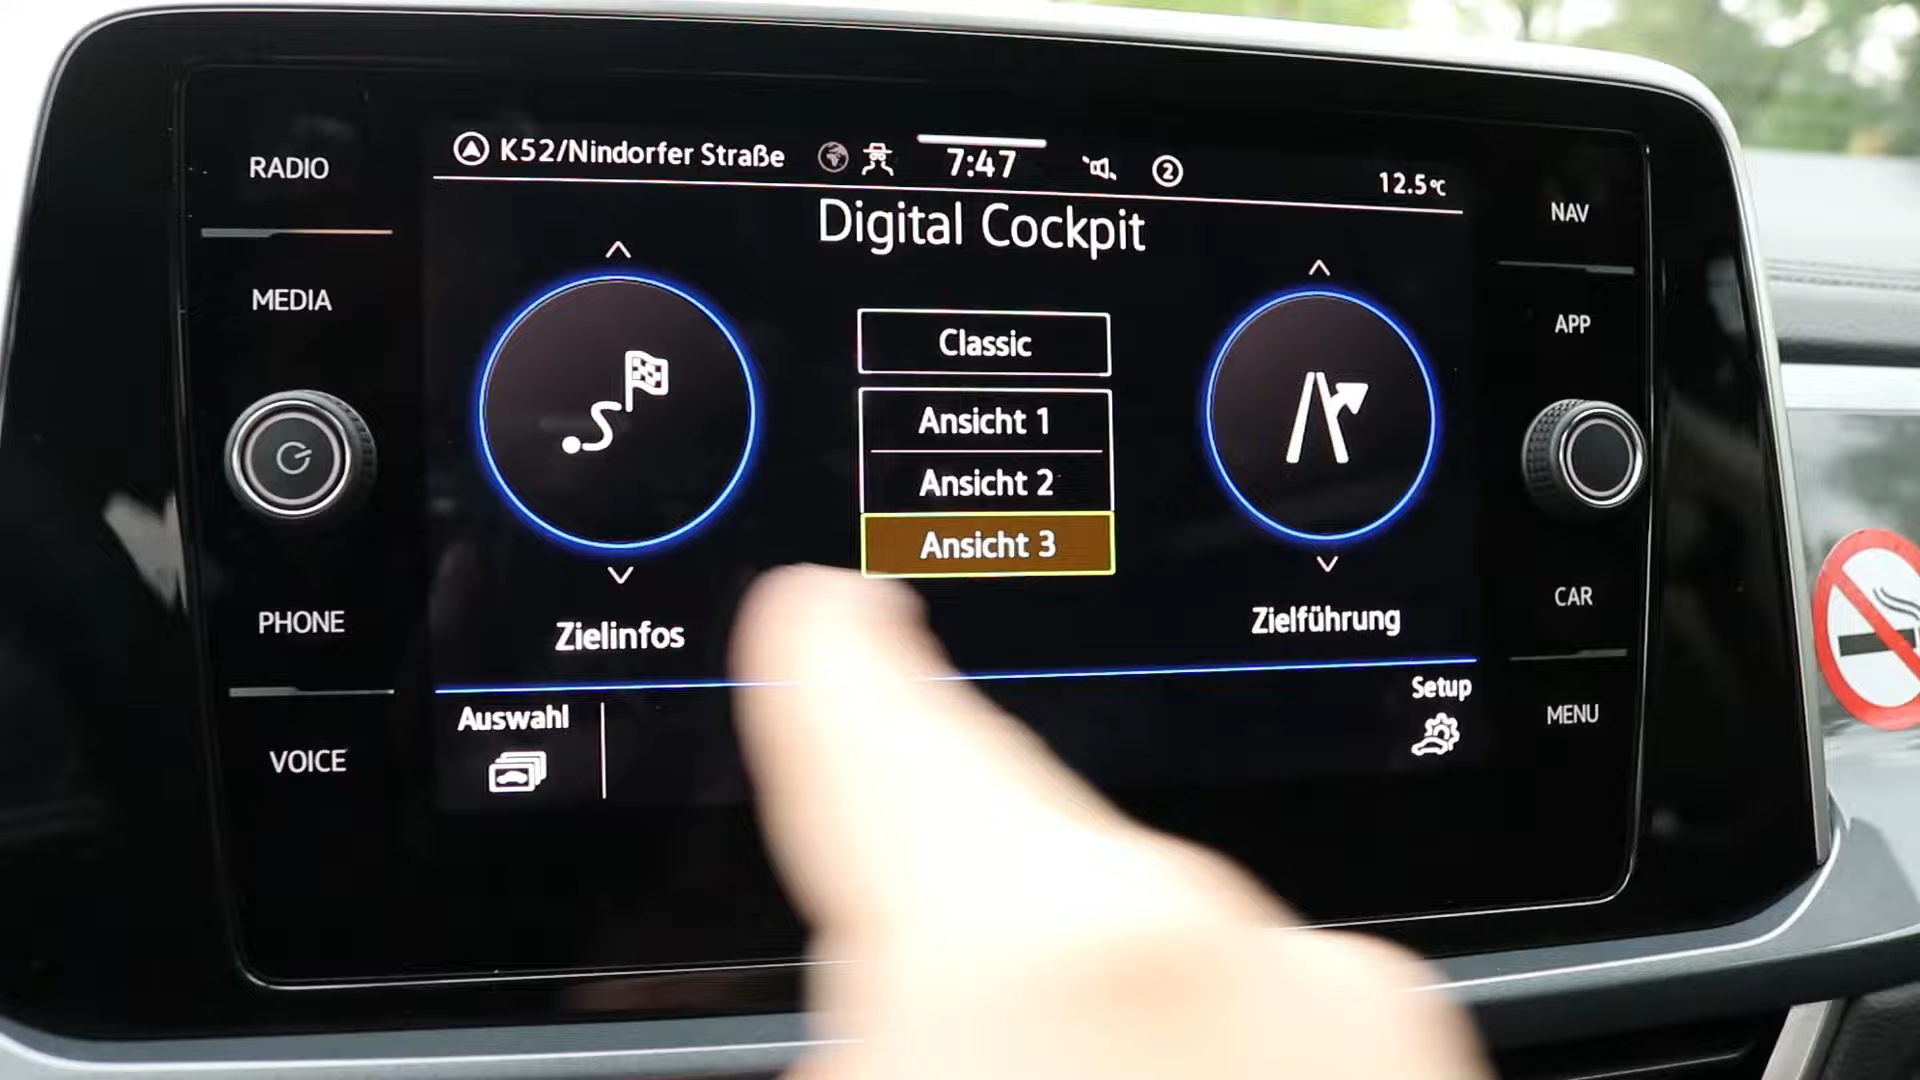 K52/Nindorfer Straße
7:47
2
12.5°C
Digital Cockpit
RADIO
MEDIA
PHONE
VOICE
Classic
Ansicht 1
Ansicht 2
Ansicht 3
Zielinfos
Zielführung
Auswahl
Setup
NAV
APP
CAR
MENU